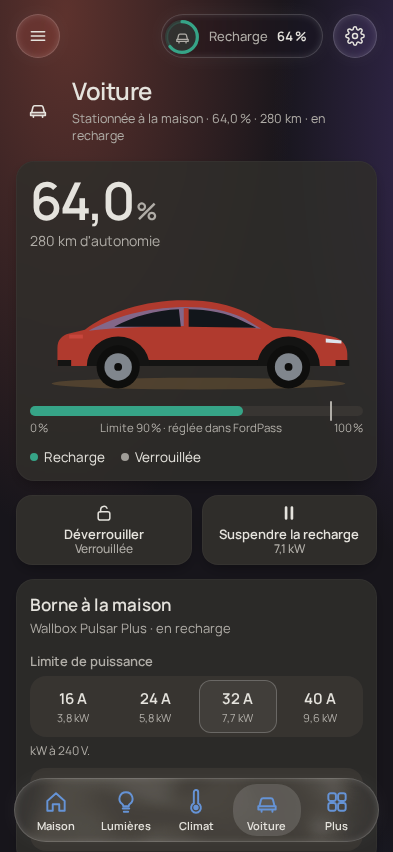 Recharge 64 %
Voiture
Stationnée à la maison · 64,0 % · 280 km · en
recharge
64,0 %
280 km d'autonomie
0 % Limite 90 % · réglée dans FordPass 100 %
Recharge Verrouillée
Déverrouiller
Verrouillée
Suspendre la recharge
7,1 kW
Borne à la maison
Wallbox Pulsar Plus · en recharge
Limite de puissance
16 A 24 A 32 A 40 A
3,8 kW 5,8 kW 7,7 kW 9,6 kW
kW à 240 V.
Maison Lumières Climat Voiture Plus